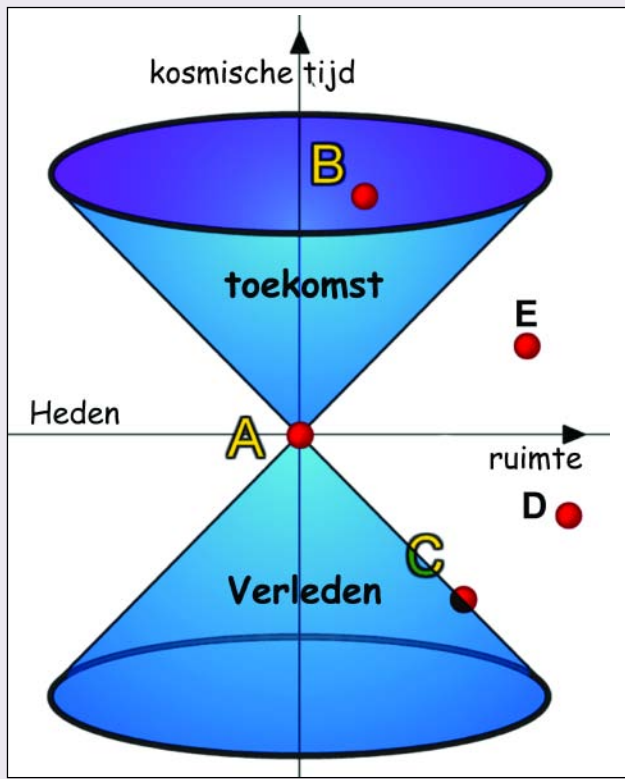 kosmische tijd
B
toekomst
E
Heden
A
ruimte
D
C
Verleden